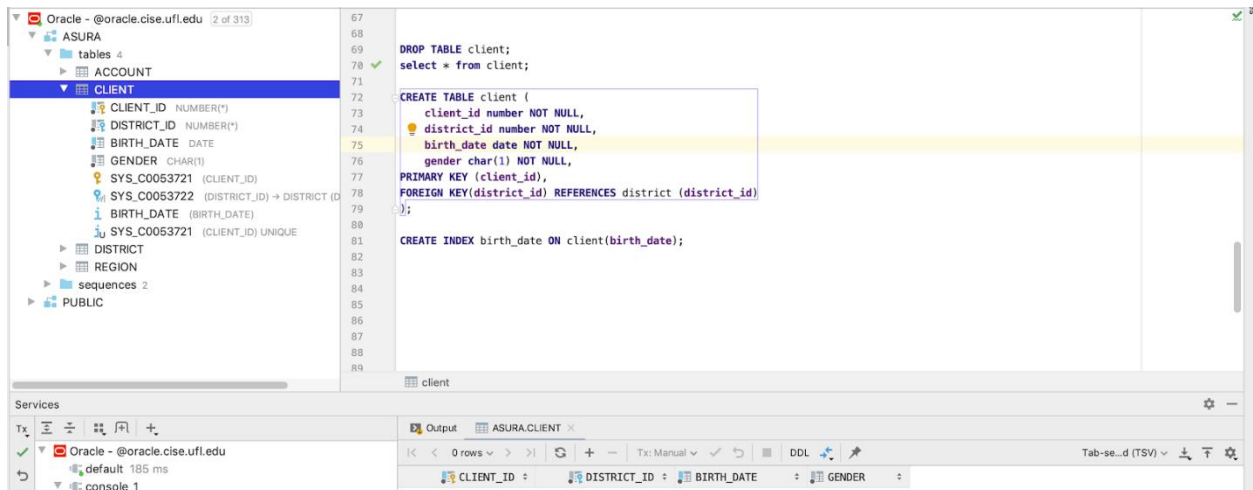 Oracle - @oracle.cise.ufl.edu 2 of 313
ASURA
tables 4
ACCOUNT
CLIENT
CLIENT_ID NUMBER(*)
DISTRICT_ID NUMBER(*)
BIRTH_DATE DATE
GENDER CHAR(1)
SYS_C0053721 (CLIENT_ID)
SYS_C0053722 (DISTRICT_ID) → DISTRICT (D
BIRTH_DATE (BIRTH_DATE)
SYS_C0053721 (CLIENT_ID) UNIQUE
DISTRICT
REGION
sequences 2
PUBLIC
67
68
69 DROP TABLE client;
70 select * from client;
71
72 CREATE TABLE client (
73 client_id number NOT NULL,
74 district_id number NOT NULL,
75 birth_date date NOT NULL,
76 gender char(1) NOT NULL,
77 PRIMARY KEY (client_id),
78 FOREIGN KEY(district_id) REFERENCES district (district_id)
79 );
80
81 CREATE INDEX birth_date ON client(birth_date);
82
83
84
85
86
87
88
89
client
Services
Tx
Oracle - @oracle.cise.ufl.edu
default 185 ms
console 1
Output ASURA.CLIENT
0 rows Tx: Manual DDL Tab-se...d (TSV)
CLIENT_ID DISTRICT_ID BIRTH_DATE GENDER